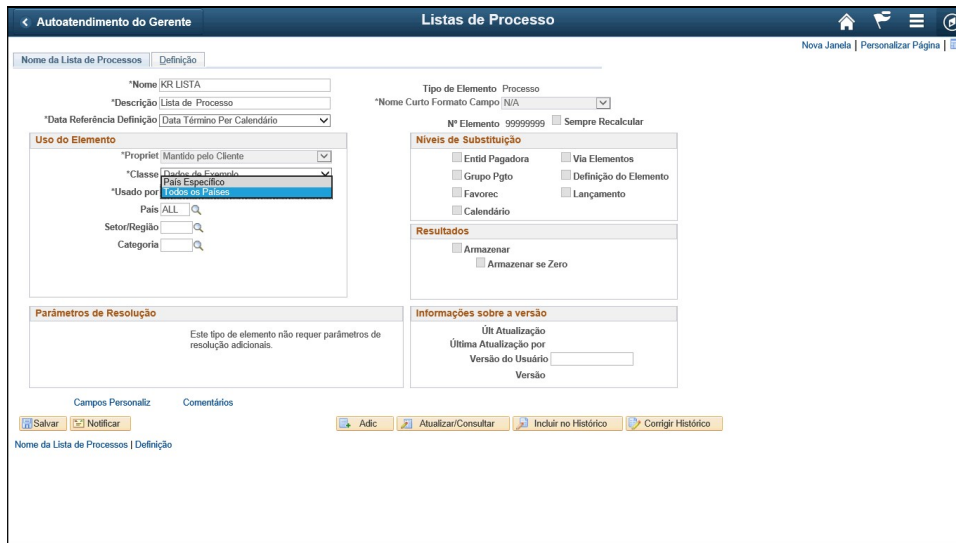 Autoatendimento do Gerente
Listas de Processo
Nova Janela | Personalizar Página |
Nome da Lista de Processos
Definição
*Nome KR LISTA
Tipo de Elemento Processo
*Descrição Lista de Processo
*Nome Curto Formato Campo N/A
*Data Referência Definição Data Término Per Calendário
Nº Elemento 99999999 Sempre Recalcular
Uso do Elemento
*Propriet Mantido pelo Cliente
*Classe Dados de Exemplo
País Específico
*Usado por Todos os Países
País ALL
Setor/Região
Categoria
Níveis de Substituição
Entid Pagadora
Via Elementos
Grupo Pgto
Definição do Elemento
Favorec
Lançamento
Calendário
Resultados
Armazenar
Armazenar se Zero
Parâmetros de Resolução
Este tipo de elemento não requer parâmetros de
resolução adicionais.
Informações sobre a versão
Últ Atualização
Última Atualização por
Versão do Usuário
Versão
Campos Personaliz
Comentários
Salvar
Notificar
Adic
Atualizar/Consultar
Incluir no Histórico
Corrigir Histórico
Nome da Lista de Processos | Definição